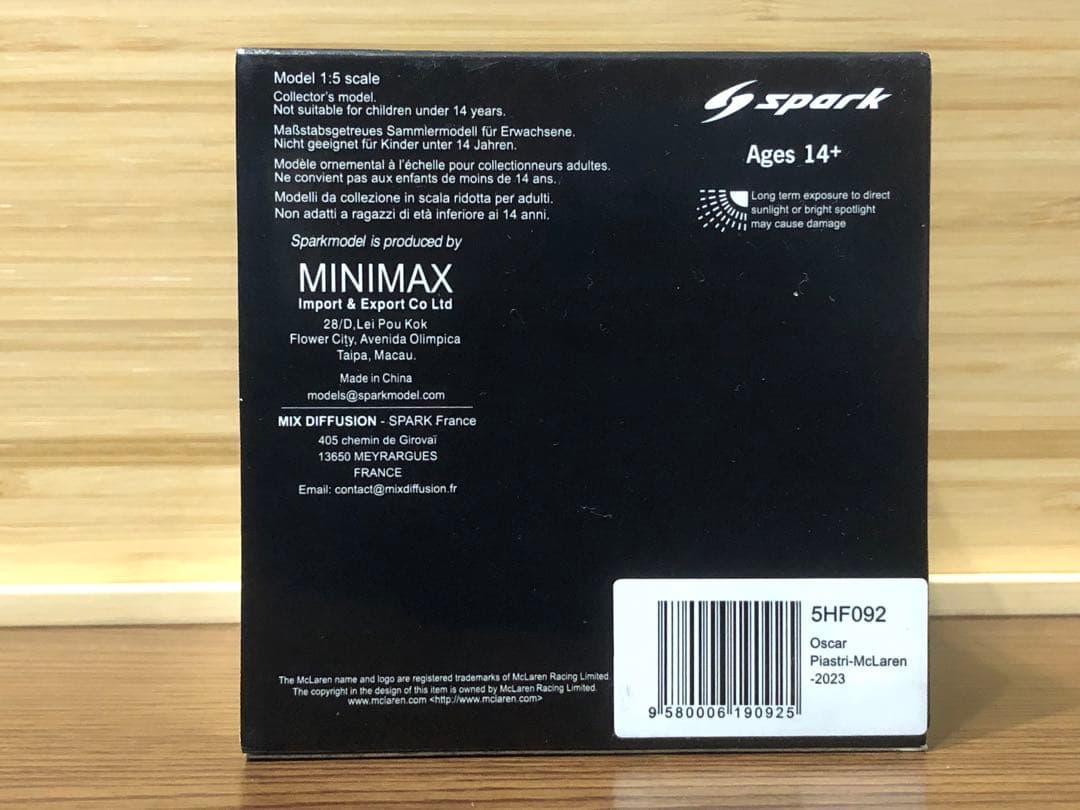 Model 1:5 scale
Collector's model.
Not suitable for children under 14 years.
Maßstabsgetreues Sammlermodell für Erwachsene.
Nicht geeignet für Kinder unter 14 Jahren.
Modèle ornemental à l'échelle pour collectionneurs adultes.
Ne convient pas aux enfants de moins de 14 ans.
Modelli da collezione in scala ridotta per adulti.
Non adatti a ragazzi di età inferiore ai 14 anni.
spark
Ages 14+
Long term exposure to direct
sunlight or bright spotlight
may cause damage
Sparkmodel is produced by
MINIMAX
Import & Export Co Ltd
28/D,Lei Pou Kok
Flower City, Avenida Olimpica
Taipa, Macau.
Made in China
models@sparkmodel.com
MIX DIFFUSION - SPARK France
405 chemin de Girovaï
13650 MEYRARGUES
FRANCE
Email: contact@mixdiffusion.fr
The McLaren name and logo are registered trademarks of McLaren Racing Limited.
The copyright in the design of this item is owned by McLaren Racing Limited.
www.mclaren.com <http://www.mclaren.com>
5HF092
Oscar
Piastri-McLaren
-2023
9 580006 190925